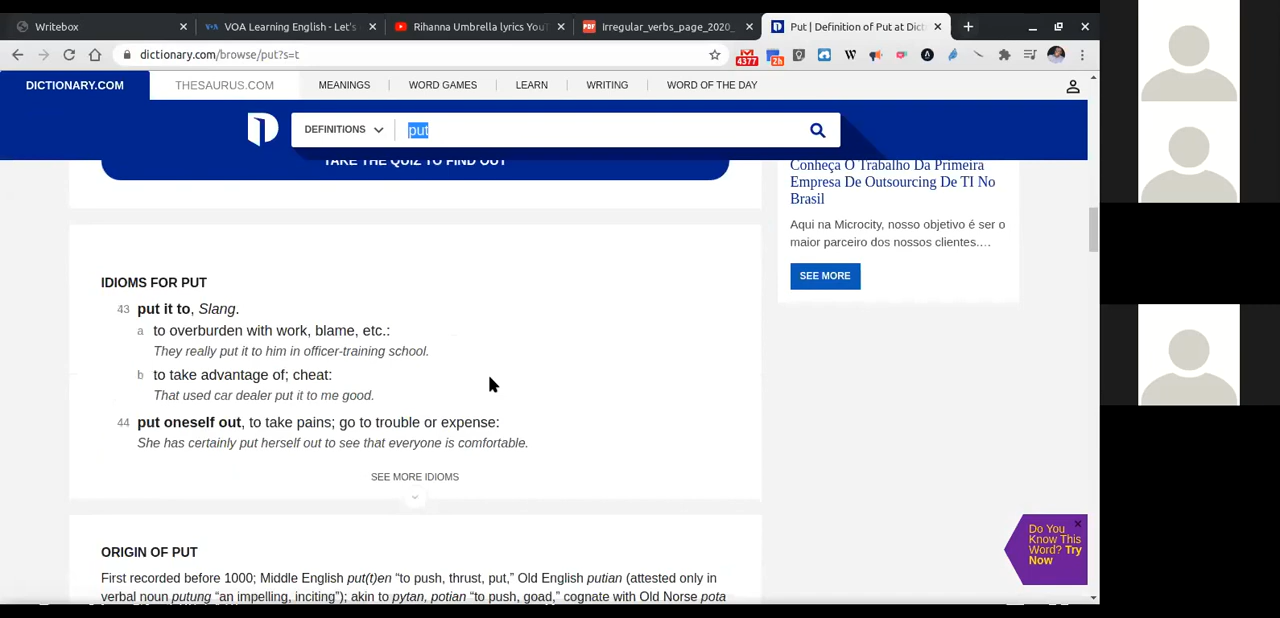 Writebox
VOA Learning English - Let's
Rihanna Umbrella lyrics YouT
Irregular_verbs_page_2020_
Put | Definition of Put at Dicti
dictionary.com/browse/put?s=t
4377
2h
W
DICTIONARY.COM
THESAURUS.COM
MEANINGS
WORD GAMES
LEARN
WRITING
WORD OF THE DAY
DEFINITIONS
put
TAKE THE QUIZ TO FIND OUT
Conheça O Trabalho Da Primeira
Empresa De Outsourcing De TI No
Brasil
Aqui na Microcity, nosso objetivo é ser o
maior parceiro dos nossos clientes.…
SEE MORE
IDIOMS FOR PUT
43 put it to, Slang.
a to overburden with work, blame, etc.:
They really put it to him in officer-training school.
b to take advantage of; cheat:
That used car dealer put it to me good.
44 put oneself out, to take pains; go to trouble or expense:
She has certainly put herself out to see that everyone is comfortable.
SEE MORE IDIOMS
ORIGIN OF PUT
First recorded before 1000; Middle English put(t)en “to push, thrust, put,” Old English putian (attested only in
verbal noun putung “an impelling, inciting”); akin to pytan, potian “to push, goad,” cognate with Old Norse pota
Do You
Know This
Word? Try
Now